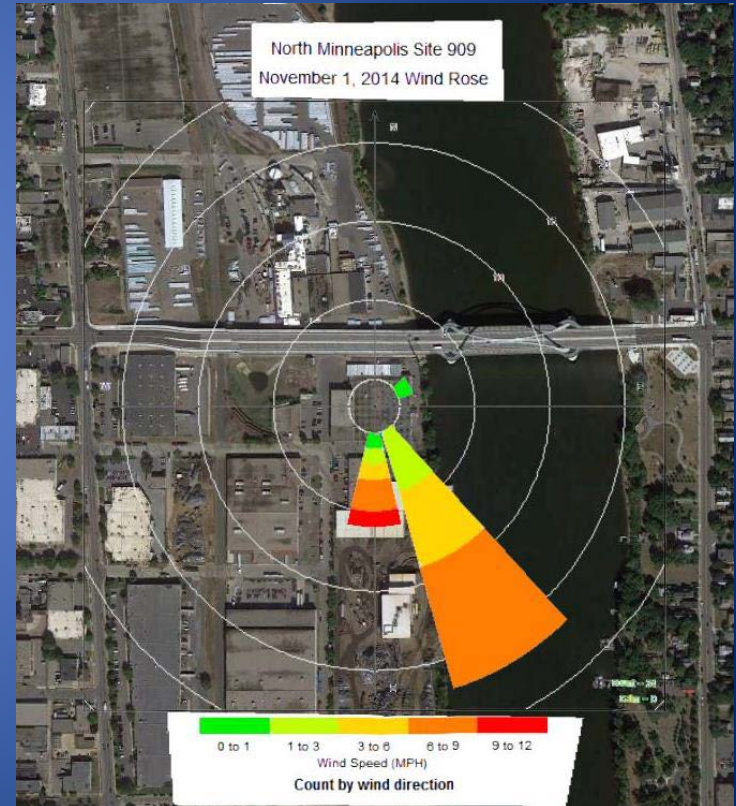 North Minneapolis Site 909
November 1, 2014 Wind Rose
0 to 1
1 to 3
3 to 6
6 to 9
9 to 12
Wind Speed (MPH)
Count by wind direction